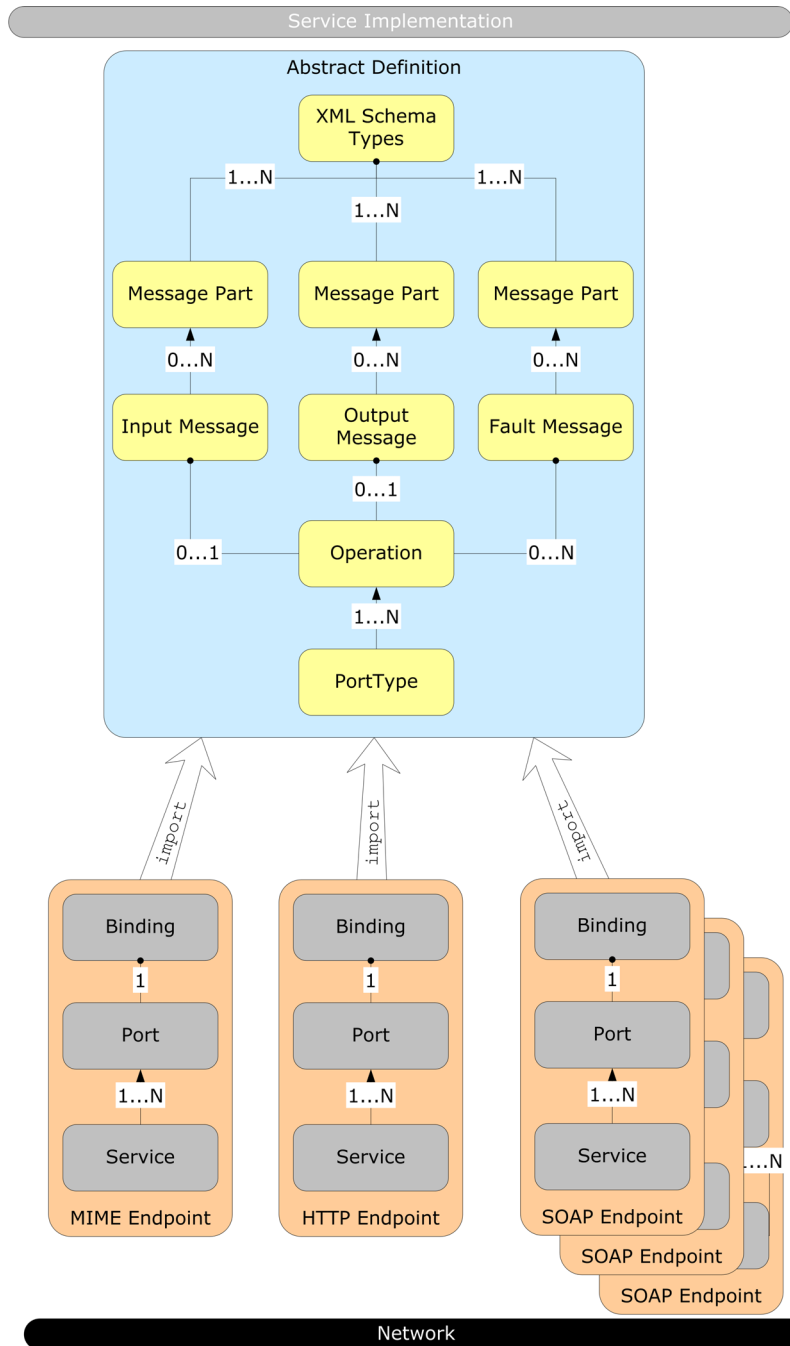 Service Implementation
Abstract Definition
XML Schema
Types
1...N
1...N
1...N
Message Part
Message Part
Message Part
0...N
0...N
0...N
Input Message
Output
Message
Fault Message
0...1
0...1
Operation
0...N
1...N
PortType
import
import
import
Binding
Binding
Binding
1
1
1
Port
Port
Port
1...N
1...N
1...N
Service
Service
Service
...N
MIME Endpoint
HTTP Endpoint
SOAP Endpoint
SOAP Endpoint
SOAP Endpoint
Network